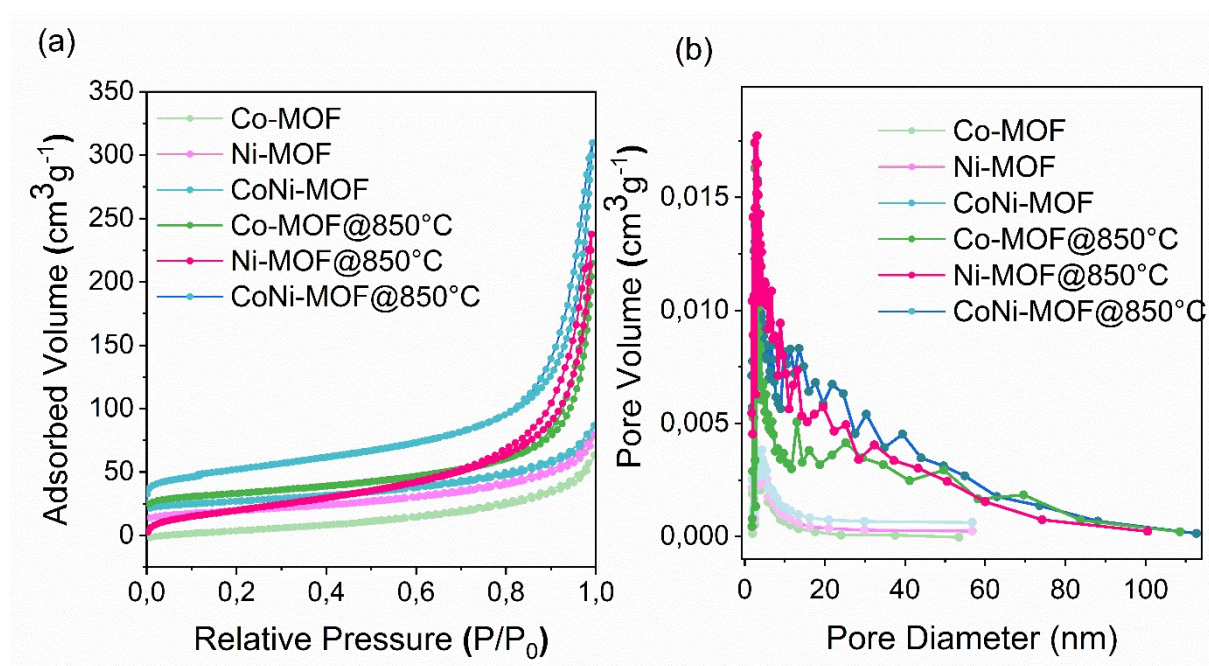 (a)
350
300
250
200
150
100
50
0
Adsorbed Volume (cm³g⁻¹)
Co-MOF
Ni-MOF
CoNi-MOF
Co-MOF@850°C
Ni-MOF@850°C
CoNi-MOF@850°C
0,0 0,2 0,4 0,6 0,8 1,0
Relative Pressure (P/P₀)
(b)
0,015
0,010
0,005
0,000
Pore Volume (cm³g⁻¹)
Co-MOF
Ni-MOF
CoNi-MOF
Co-MOF@850°C
Ni-MOF@850°C
CoNi-MOF@850°C
0 20 40 60 80 100
Pore Diameter (nm)